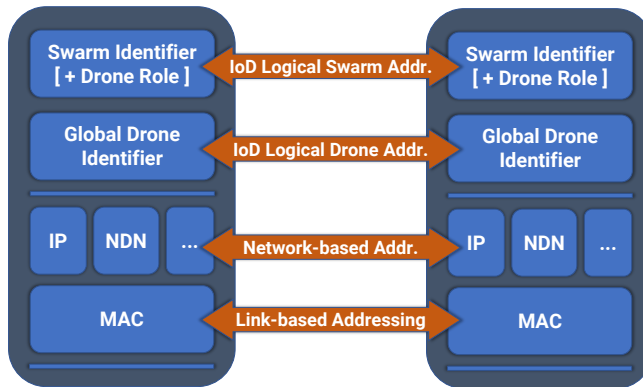 Swarm Identifier
[ + Drone Role ]
IoD Logical Swarm Addr.
Swarm Identifier
[ + Drone Role ]
Global Drone
Identifier
IoD Logical Drone Addr.
Global Drone
Identifier
IP NDN ... Network-based Addr. IP NDN ...
MAC Link-based Addressing MAC